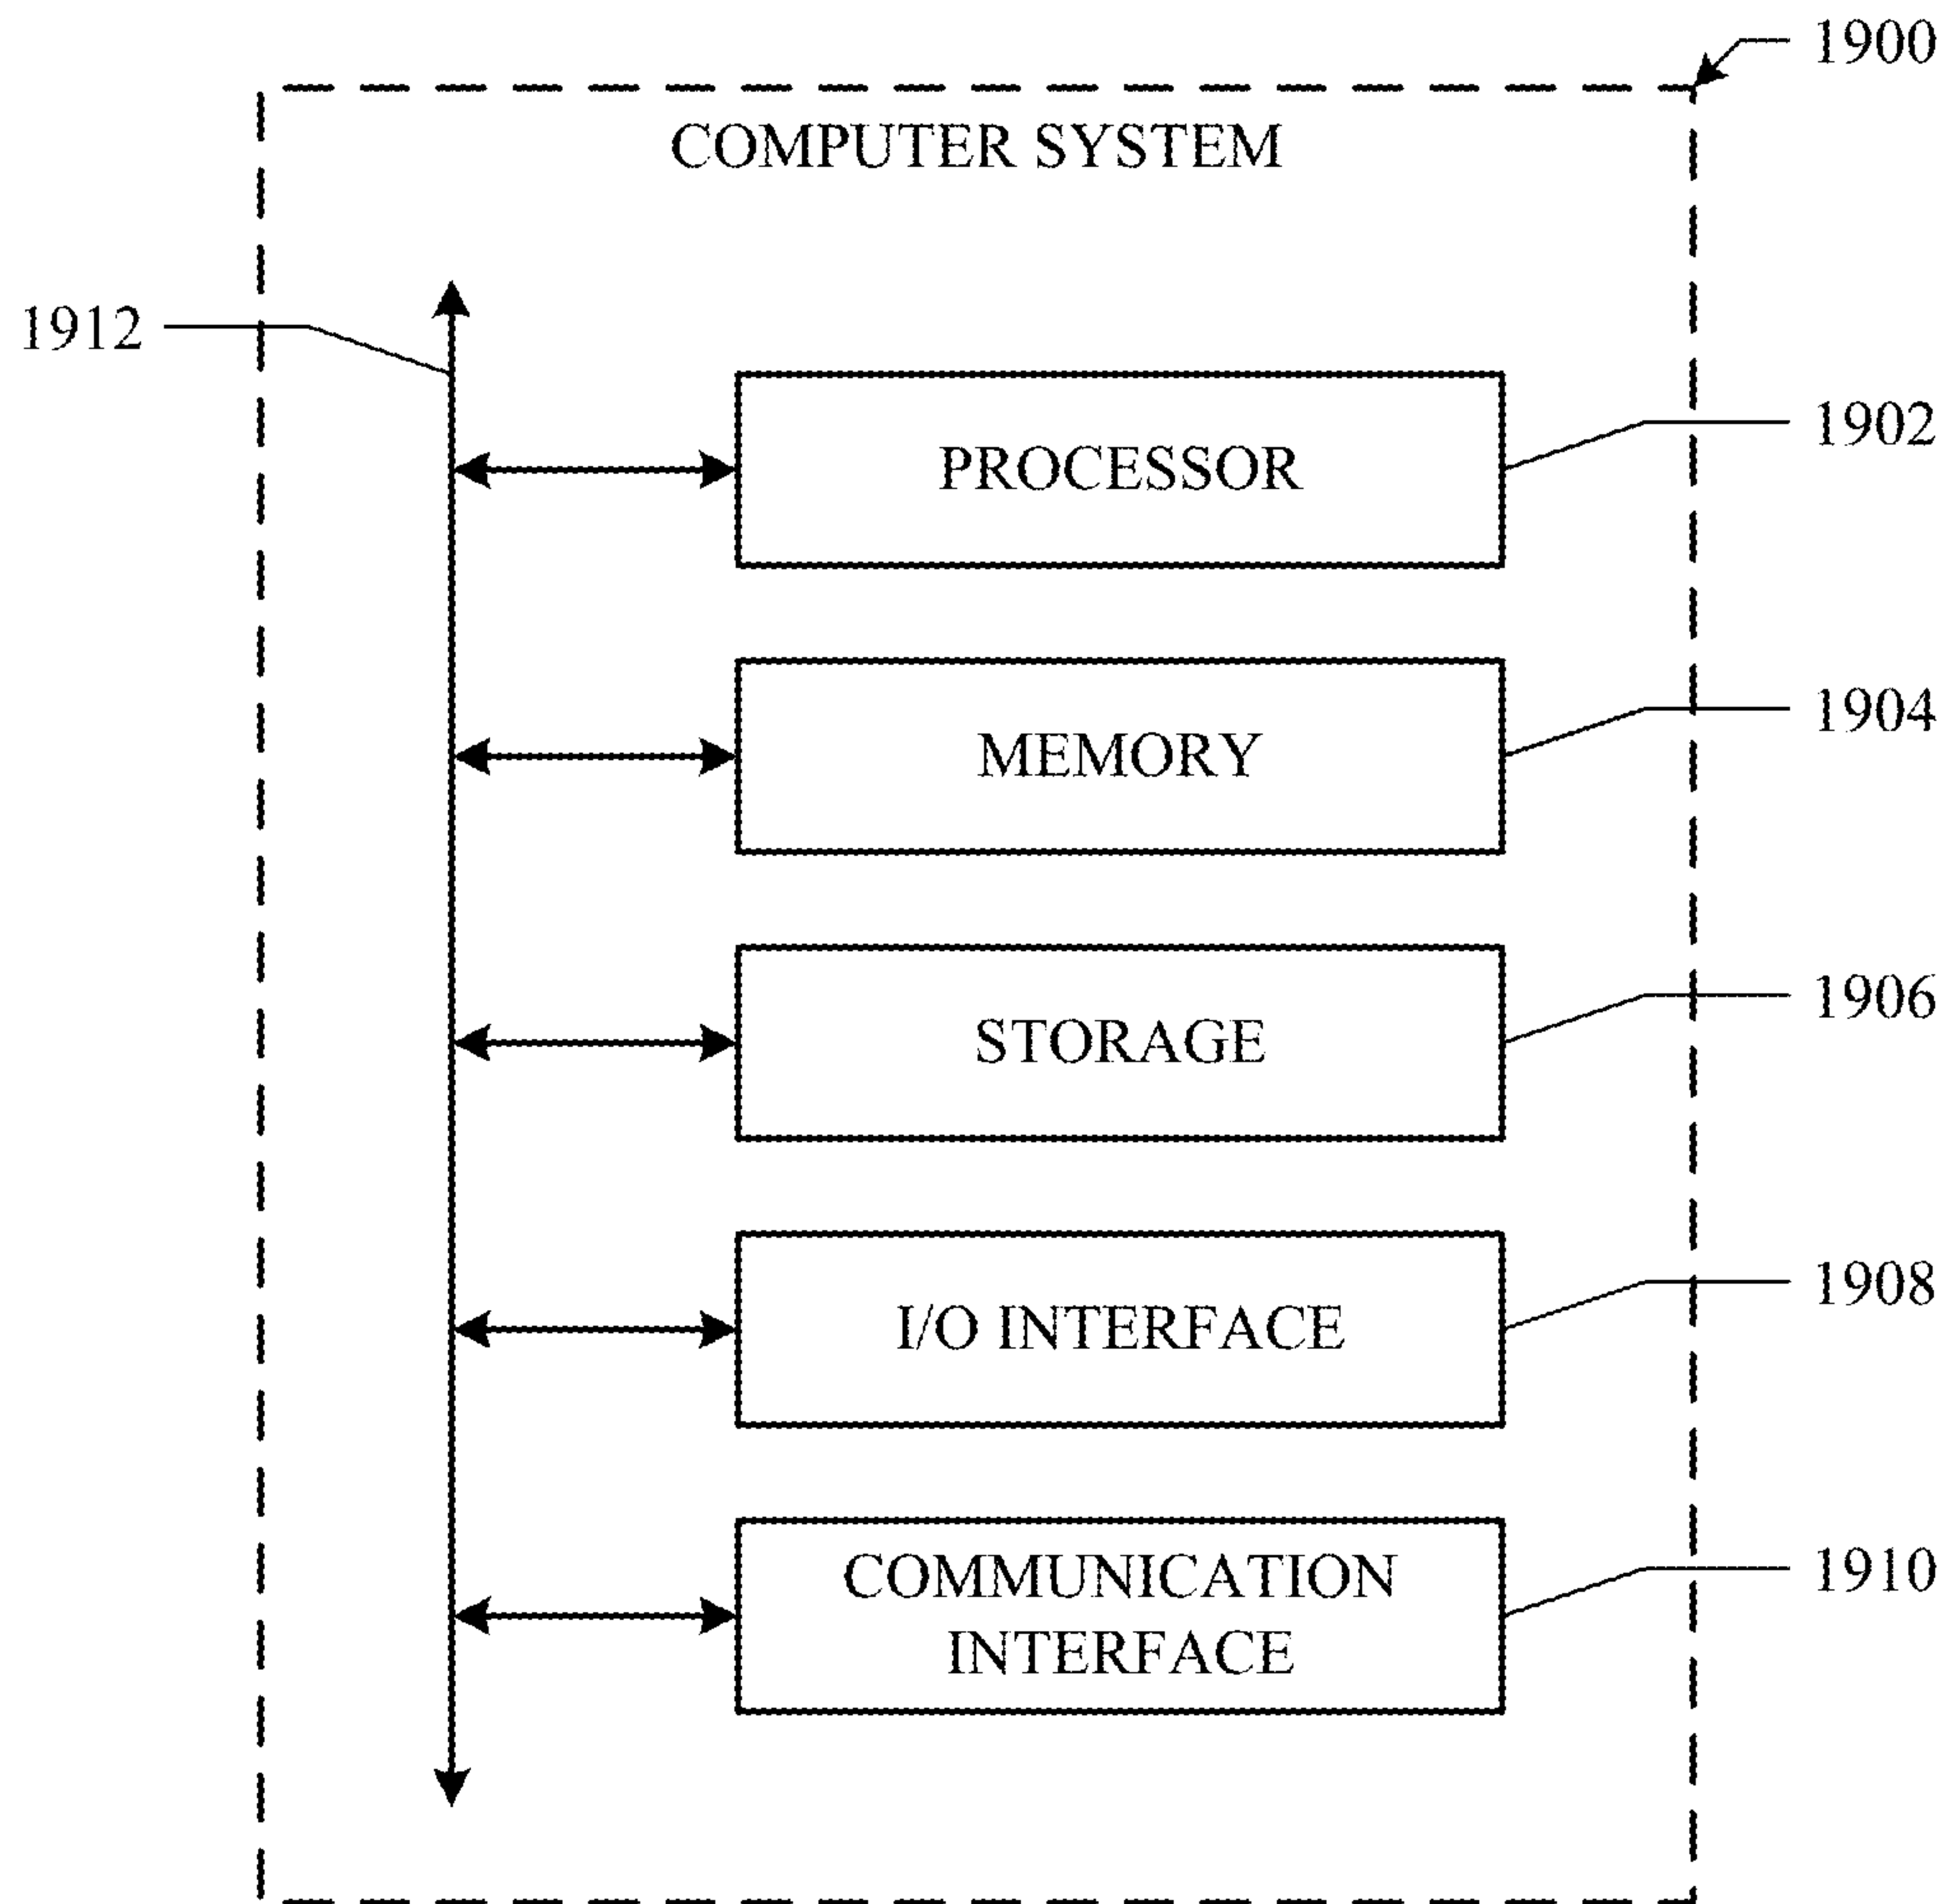 1900
COMPUTER SYSTEM
1912
PROCESSOR
1902
MEMORY
1904
STORAGE
1906
I/O INTERFACE
1908
COMMUNICATION
INTERFACE
1910